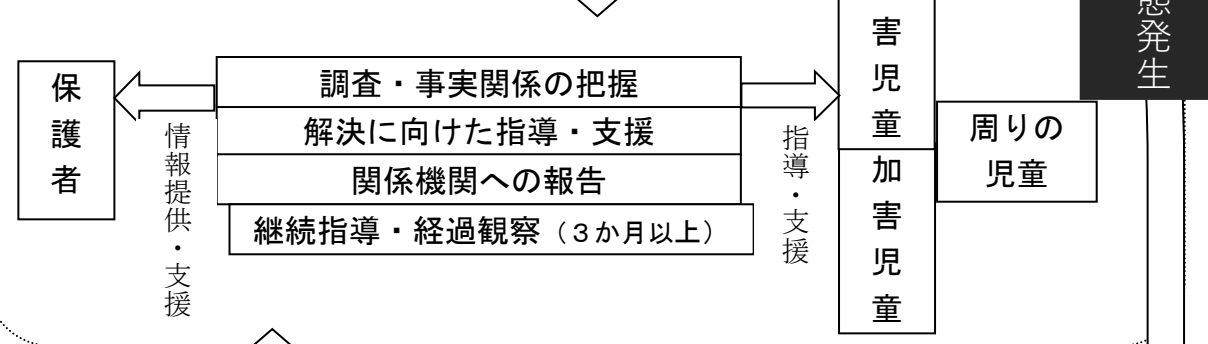 保護者
情報提供・支援
調査・事実関係の把握
解決に向けた指導・支援
関係機関への報告
継続指導・経過観察（３か月以上）
指導・支援
害児童
加害児童
周りの
児童
態発生